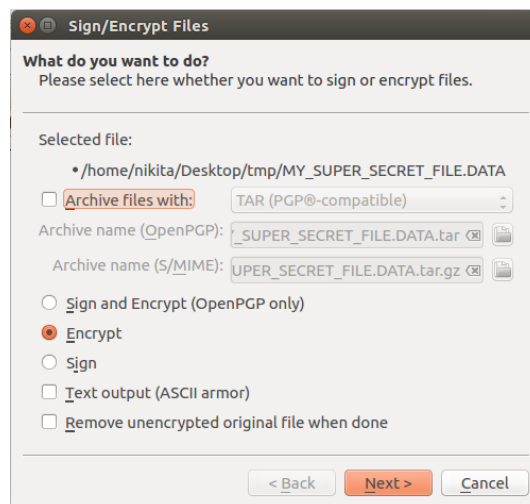 Sign/Encrypt Files
What do you want to do?
Please select here whether you want to sign or encrypt files.
Selected file:
•/home/nikita/Desktop/tmp/MY_SUPER_SECRET_FILE.DATA
Archive files with: TAR (PGP®-compatible)
Archive name (OpenPGP): _SUPER_SECRET_FILE.DATA.tar
Archive name (S/MIME): UPER_SECRET_FILE.DATA.tar.gz
Sign and Encrypt (OpenPGP only)
Encrypt
Sign
Text output (ASCII armor)
Remove unencrypted original file when done
< Back Next > Cancel